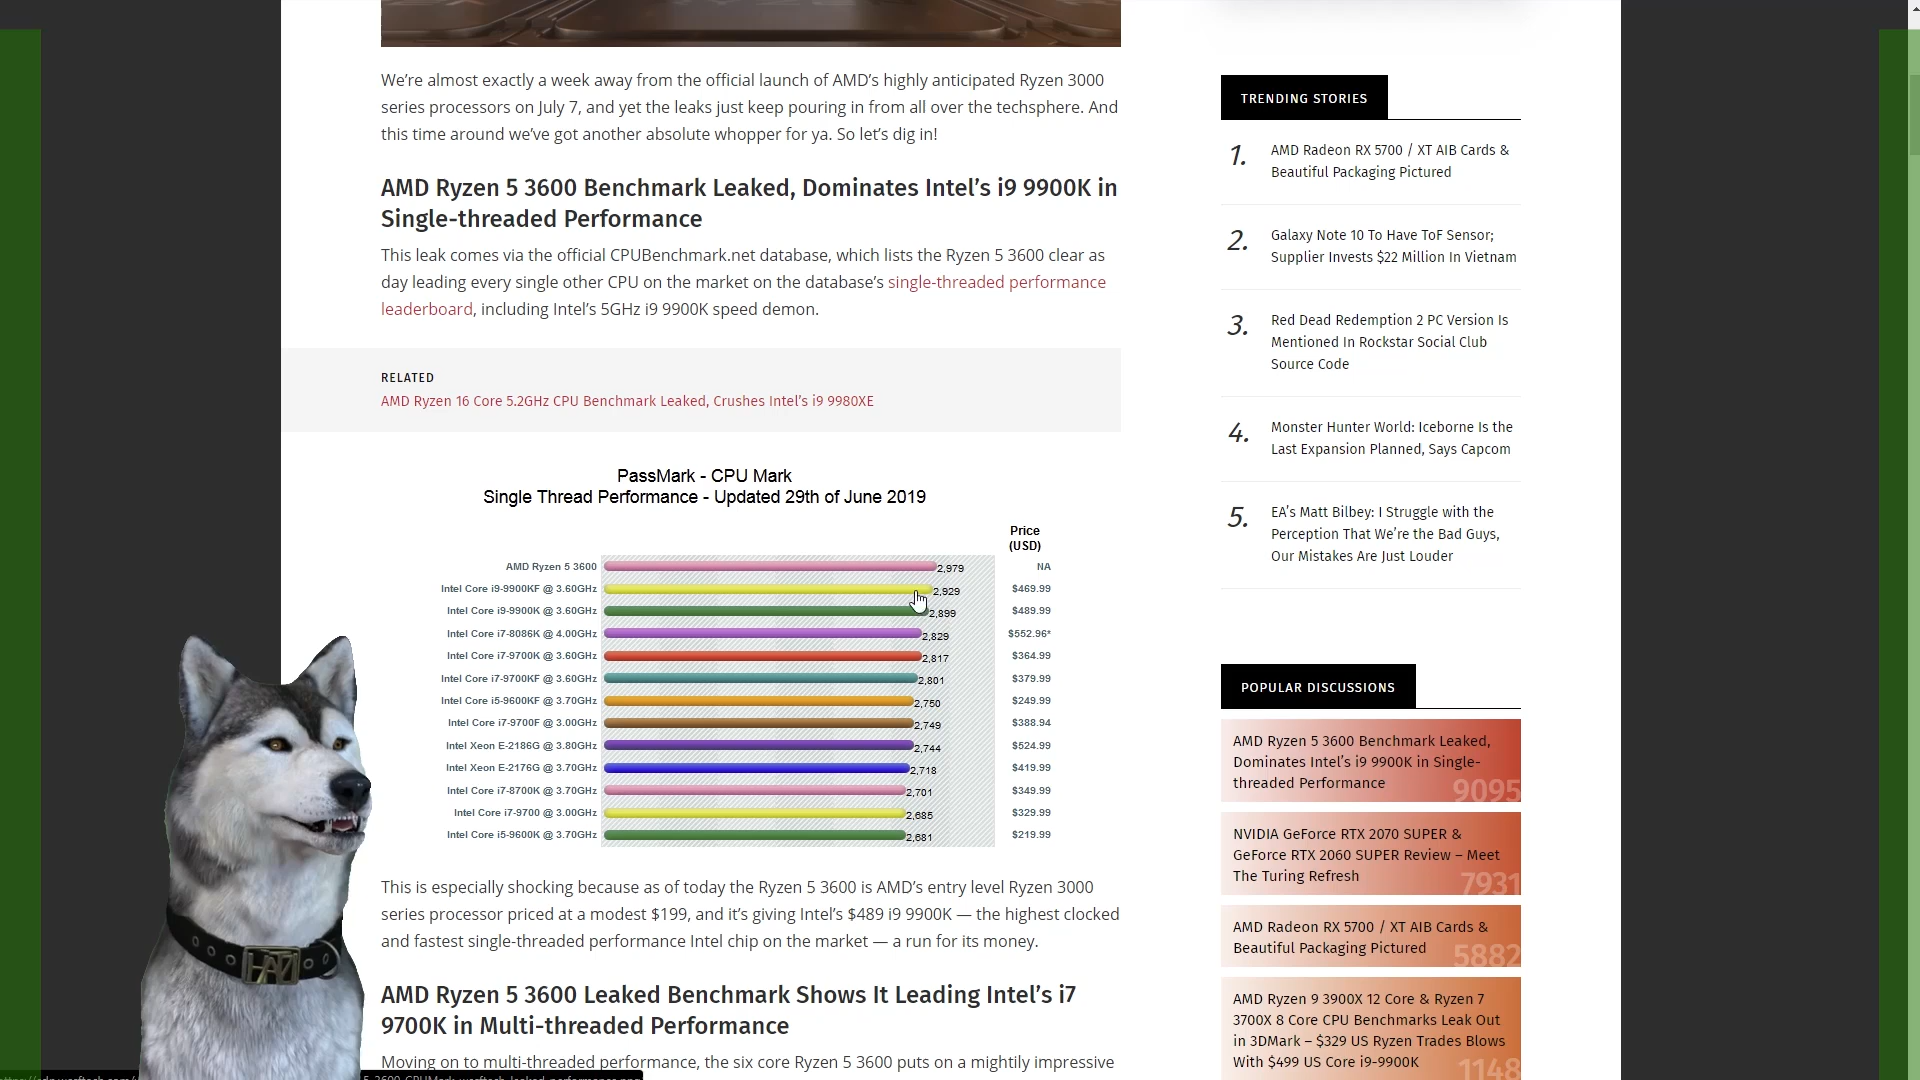 We’re almost exactly a week away from the official launch of AMD’s highly anticipated Ryzen 3000
series processors on July 7, and yet the leaks just keep pouring in from all over the techsphere. And
this time around we’ve got another absolute whopper for ya. So let’s dig in!
AMD Ryzen 5 3600 Benchmark Leaked, Dominates Intel’s i9 9900K in
Single-threaded Performance
This leak comes via the official CPUBenchmark.net database, which lists the Ryzen 5 3600 clear as
day leading every single other CPU on the market on the database’s single-threaded performance
leaderboard, including Intel’s 5GHz i9 9900K speed demon.
RELATED
AMD Ryzen 16 Core 5.2GHz CPU Benchmark Leaked, Crushes Intel’s i9 9980XE
PassMark - CPU Mark
Single Thread Performance - Updated 29th of June 2019
Price
(USD)
AMD Ryzen 5 3600 2,979 NA
Intel Core i9-9900KF @ 3.60GHz 2,929 $469.99
Intel Core i9-9900K @ 3.60GHz 2,899 $489.99
Intel Core i7-8086K @ 4.00GHz 2,829 $552.96*
Intel Core i7-9700K @ 3.60GHz 2,817 $364.99
Intel Core i7-9700KF @ 3.60GHz 2,801 $379.99
Intel Core i5-9600KF @ 3.70GHz 2,750 $249.99
Intel Core i7-9700F @ 3.00GHz 2,749 $388.94
Intel Xeon E-2186G @ 3.80GHz 2,744 $524.99
Intel Xeon E-2176G @ 3.70GHz 2,718 $419.99
Intel Core i7-8700K @ 3.70GHz 2,701 $349.99
Intel Core i7-9700 @ 3.00GHz 2,685 $329.99
Intel Core i5-9600K @ 3.70GHz 2,681 $219.99
This is especially shocking because as of today the Ryzen 5 3600 is AMD’s entry level Ryzen 3000
series processor priced at a modest $199, and it’s giving Intel’s $489 i9 9900K — the highest clocked
and fastest single-threaded performance Intel chip on the market — a run for its money.
AMD Ryzen 5 3600 Leaked Benchmark Shows It Leading Intel’s i7
9700K in Multi-threaded Performance
Moving on to multi-threaded performance, the six core Ryzen 5 3600 puts on a mightily impressive
TRENDING STORIES
1. AMD Radeon RX 5700 / XT AIB Cards &
Beautiful Packaging Pictured
2. Galaxy Note 10 To Have ToF Sensor;
Supplier Invests $22 Million In Vietnam
3. Red Dead Redemption 2 PC Version Is
Mentioned In Rockstar Social Club
Source Code
4. Monster Hunter World: Iceborne Is the
Last Expansion Planned, Says Capcom
5. EA’s Matt Bilbey: I Struggle with the
Perception That We’re the Bad Guys,
Our Mistakes Are Just Louder
POPULAR DISCUSSIONS
AMD Ryzen 5 3600 Benchmark Leaked,
Dominates Intel’s i9 9900K in Single-
threaded Performance
9095
NVIDIA GeForce RTX 2070 SUPER &
GeForce RTX 2060 SUPER Review – Meet
The Turing Refresh
7931
AMD Radeon RX 5700 / XT AIB Cards &
Beautiful Packaging Pictured
5882
AMD Ryzen 9 3900X 12 Core & Ryzen 7
3700X 8 Core CPU Benchmarks Leak Out
in 3DMark – $329 US Ryzen Trades Blows
With $499 US Core i9-9900K
1148